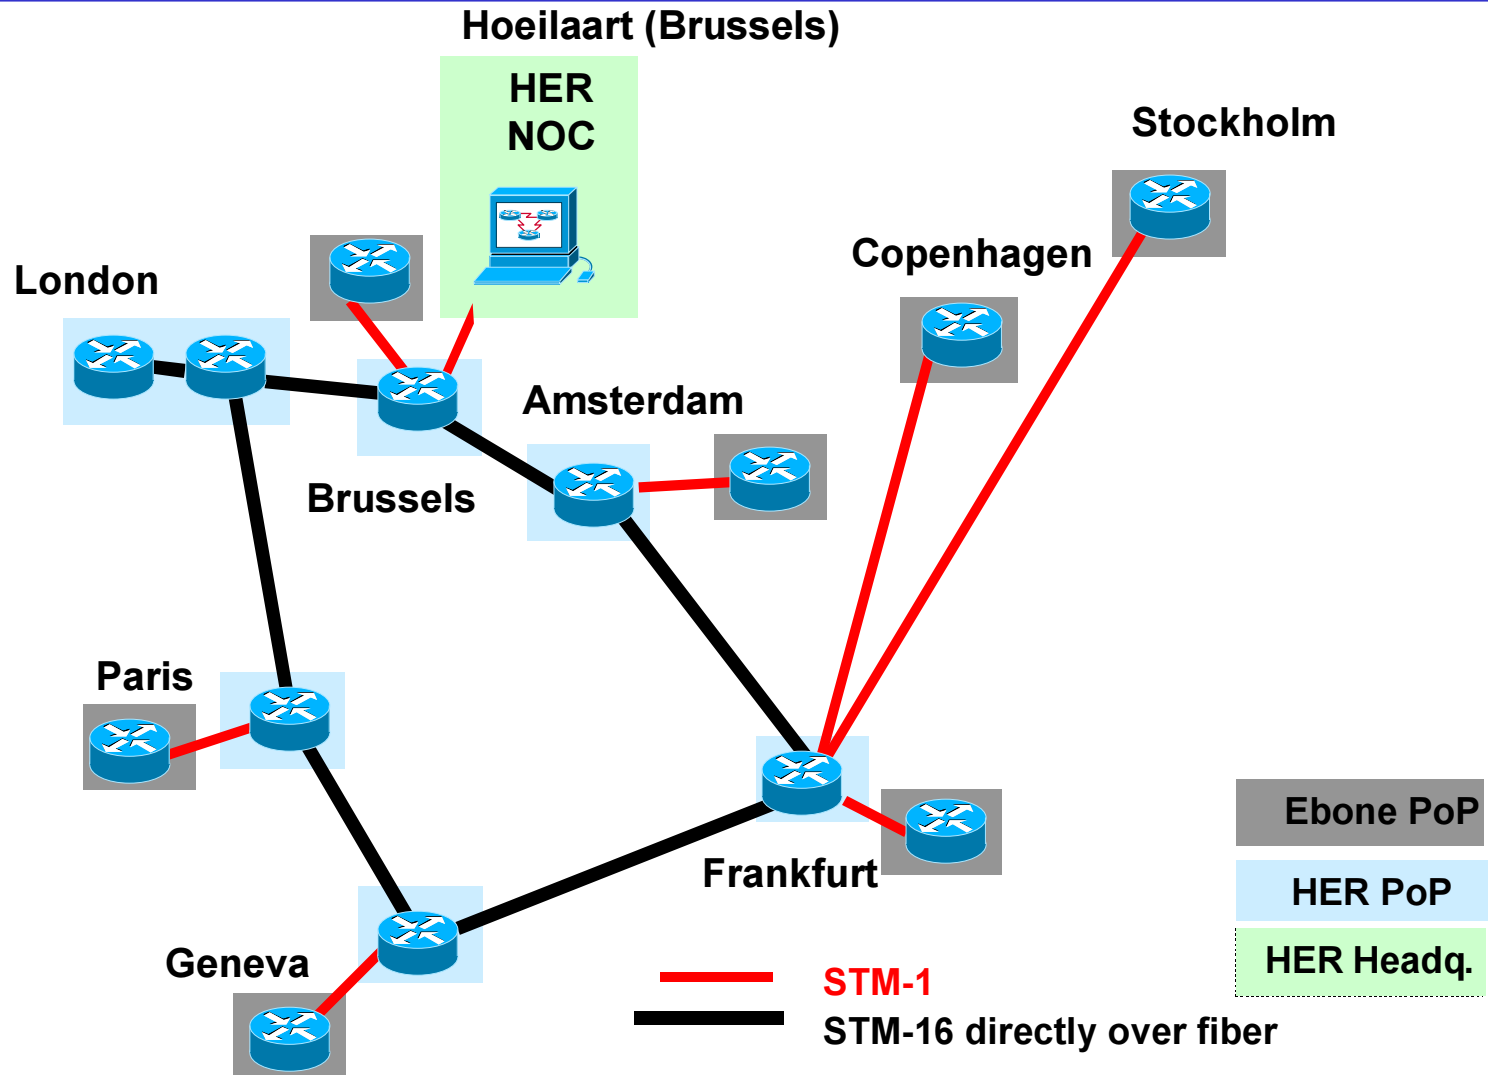 Hoeilaart (Brussels)
HER
NOC
Stockholm
Copenhagen
London
Amsterdam
Brussels
Paris
Frankfurt
Geneva
Ebone PoP
HER PoP
HER Headq.
STM-1
STM-16 directly over fiber